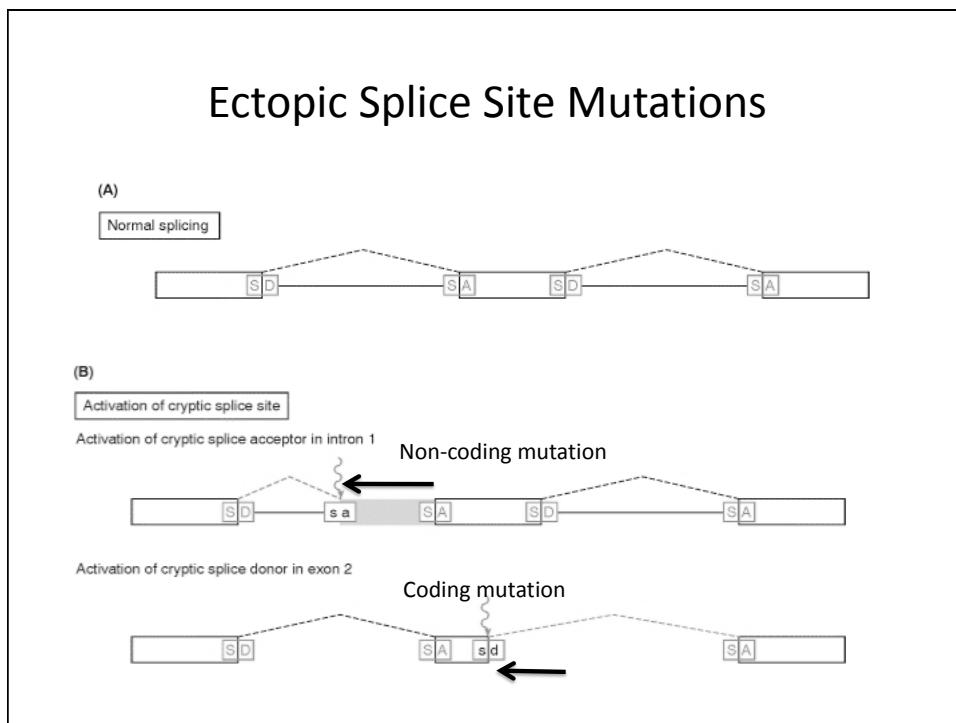 Ectopic Splice Site Mutations
(A)
Normal splicing
S D S A S D S A
(B)
Activation of cryptic splice site
Activation of cryptic splice acceptor in intron 1
Non-coding mutation
S D s a S A S D S A
Activation of cryptic splice donor in exon 2
Coding mutation
S D S A s d S A